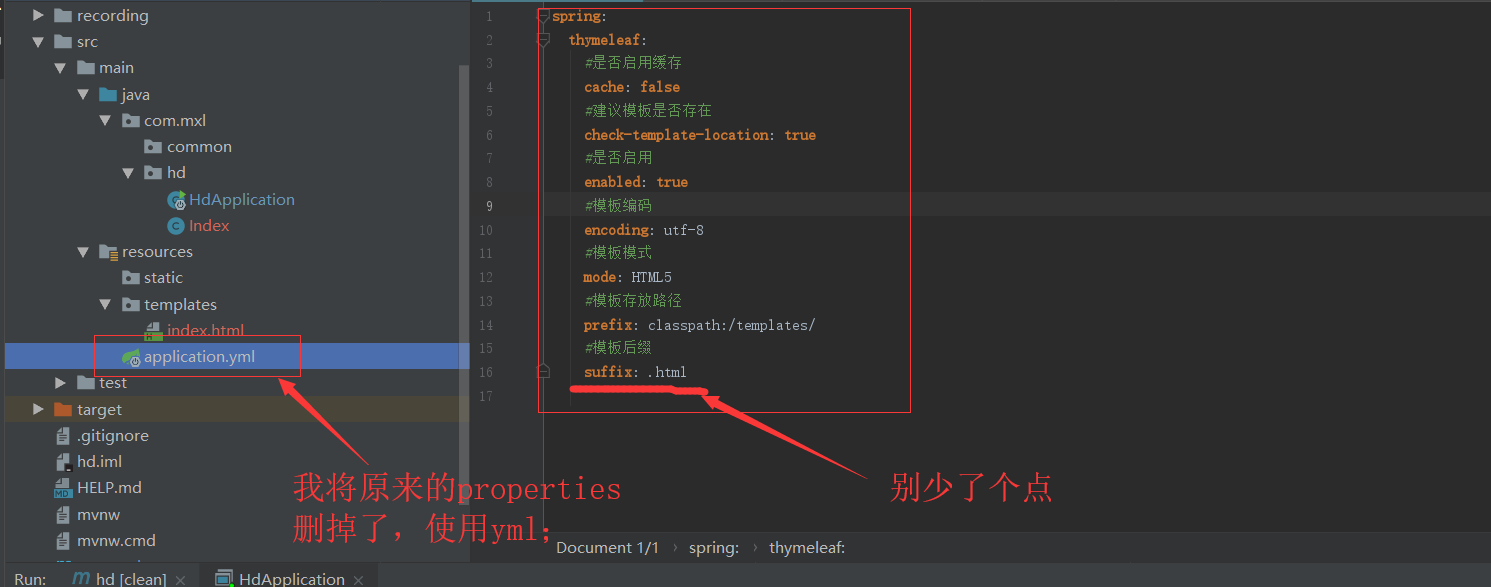 recording
src
main
java
com.mxl
common
hd
HdApplication
Index
resources
static
templates
index.html
application.yml
test
target
.gitignore
hd.iml
HELP.md
mvnw
mvnw.cmd
1 spring:
2 thymeleaf:
3 #是否启用缓存
4 cache: false
5 #建议模板是否存在
6 check-template-location: true
7 #是否启用
8 enabled: true
9 #模板编码
10 encoding: utf-8
11 #模板模式
12 mode: HTML5
13 #模板存放路径
14 prefix: classpath:/templates/
15 #模板后缀
16 suffix: .html
17
我将原来的properties
删掉了，使用yml;
别少了个点
Document 1/1 › spring: › thymeleaf:
Run: hd [clean] × HdApplication ×